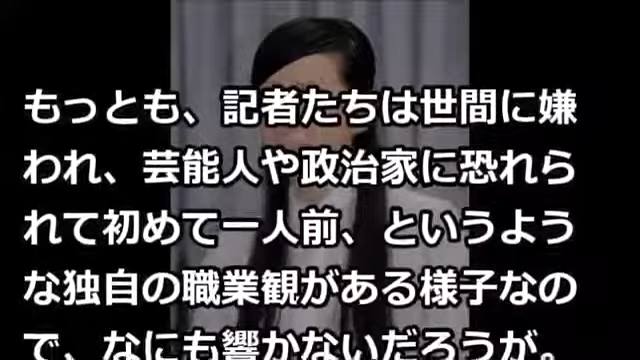 もっとも、記者たちは世間に嫌
われ、芸能人や政治家に恐れら
れて初めて一人前、というよう
な独自の職業観がある様子なの
で、なにも響かないだろうが。